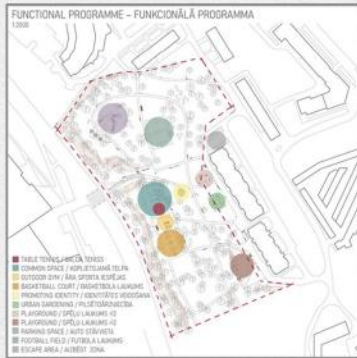 FUNCTIONAL PROGRAMME – FUNKCIONĀLĀ PROGRAMMA
1:2000
TABLE TENNIS / GALDA TENISS
COMMON SPACE / KOPLIETOJAMĀ TELPA
OUTDOOR GYM / ĀRA SPORTA IESPĒJAS
BASKETBALL COURT / BASKETBOLA LAUKUMS
PROMOTING IDENTITY / IDENTITĀTES VEIDOŠANA
URBAN GARDENING / PILSĒTDĀRZNIECĪBA
PLAYGROUND / SPĒĻU LAUKUMS
PLAYGROUND / SPĒĻU LAUKUMS
PARKING SPACE / AUTO STĀVVIETA
FOOTBALL FIELD / FUTBOLA LAUKUMS
ESCAPE AREA / ZONA